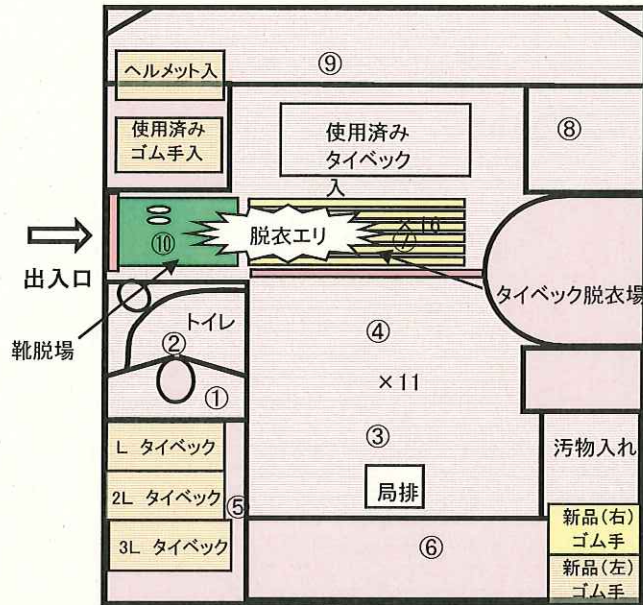 ⑨
ヘルメット入
使用済み
ゴム手入
使用済み
タイベック
入
⑧
脱衣エリ
⑦
×16
⑩
出入口
タイベック脱衣場
靴脱場
トイレ
②
①
④
×11
③
局排
L タイベック
2L タイベック
3L タイベック
⑤
⑥
汚物入れ
新品(右)
ゴム手
新品(左)
ゴム手